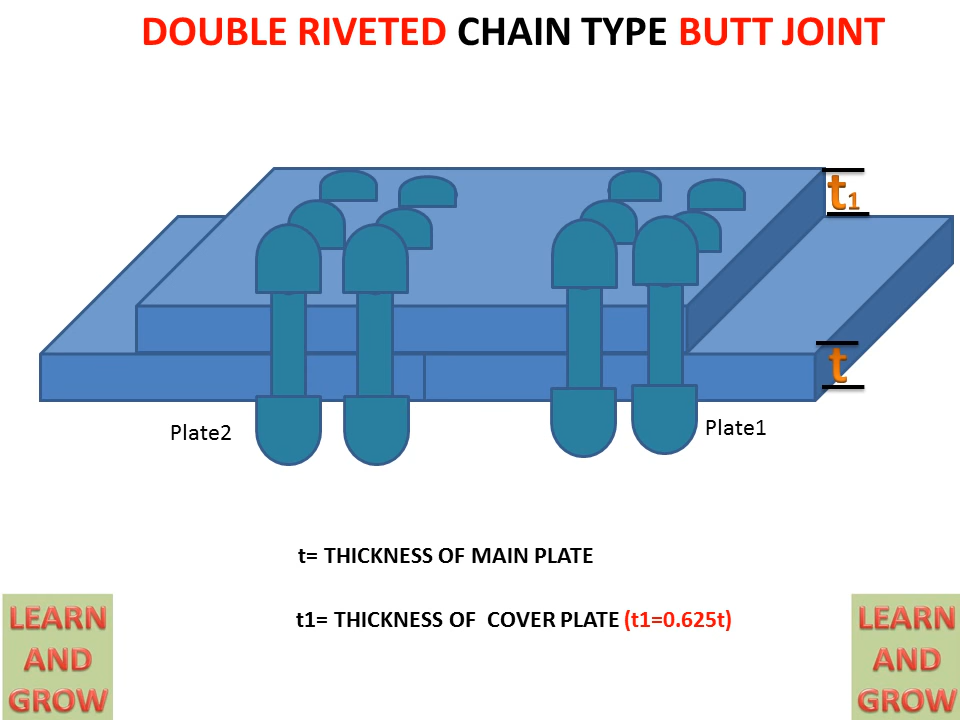 DOUBLE RIVETED CHAIN TYPE BUTT JOINT
t1
t
Plate2
Plate1
t= THICKNESS OF MAIN PLATE
t1= THICKNESS OF  COVER PLATE (t1=0.625t)
LEARN
AND
GROW
LEARN
AND
GROW